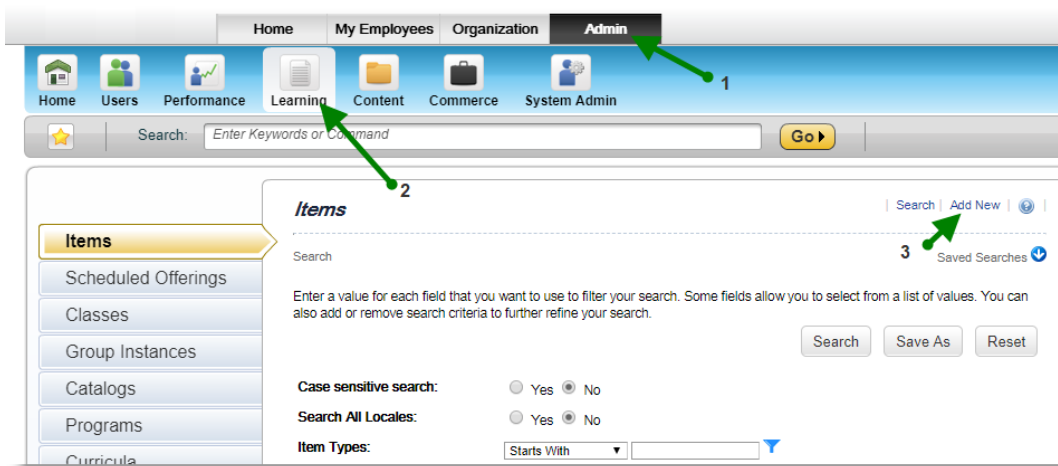 Home My Employees Organization Admin
1
Home Users Performance Learning Content Commerce System Admin
Search: Enter Keywords or Command Go
2
Items Search Add New
3
Saved Searches
Items
Scheduled Offerings
Classes
Group Instances
Catalogs
Programs
Curricula
Search
Enter a value for each field that you want to use to filter your search. Some fields allow you to select from a list of values. You can
also add or remove search criteria to further refine your search.
Search Save As Reset
Case sensitive search: Yes No
Search All Locales: Yes No
Item Types: Starts With